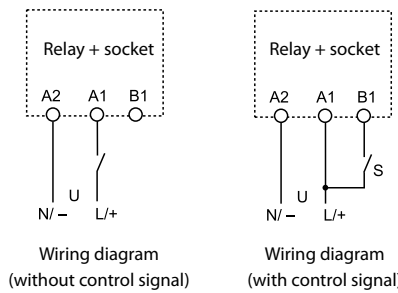 Relay + socket
A2 A1 B1
U
N/ – L/+
Wiring diagram
(without control signal)
Relay + socket
A2 A1 B1
S
U
N/ – L/+
Wiring diagram
(with control signal)